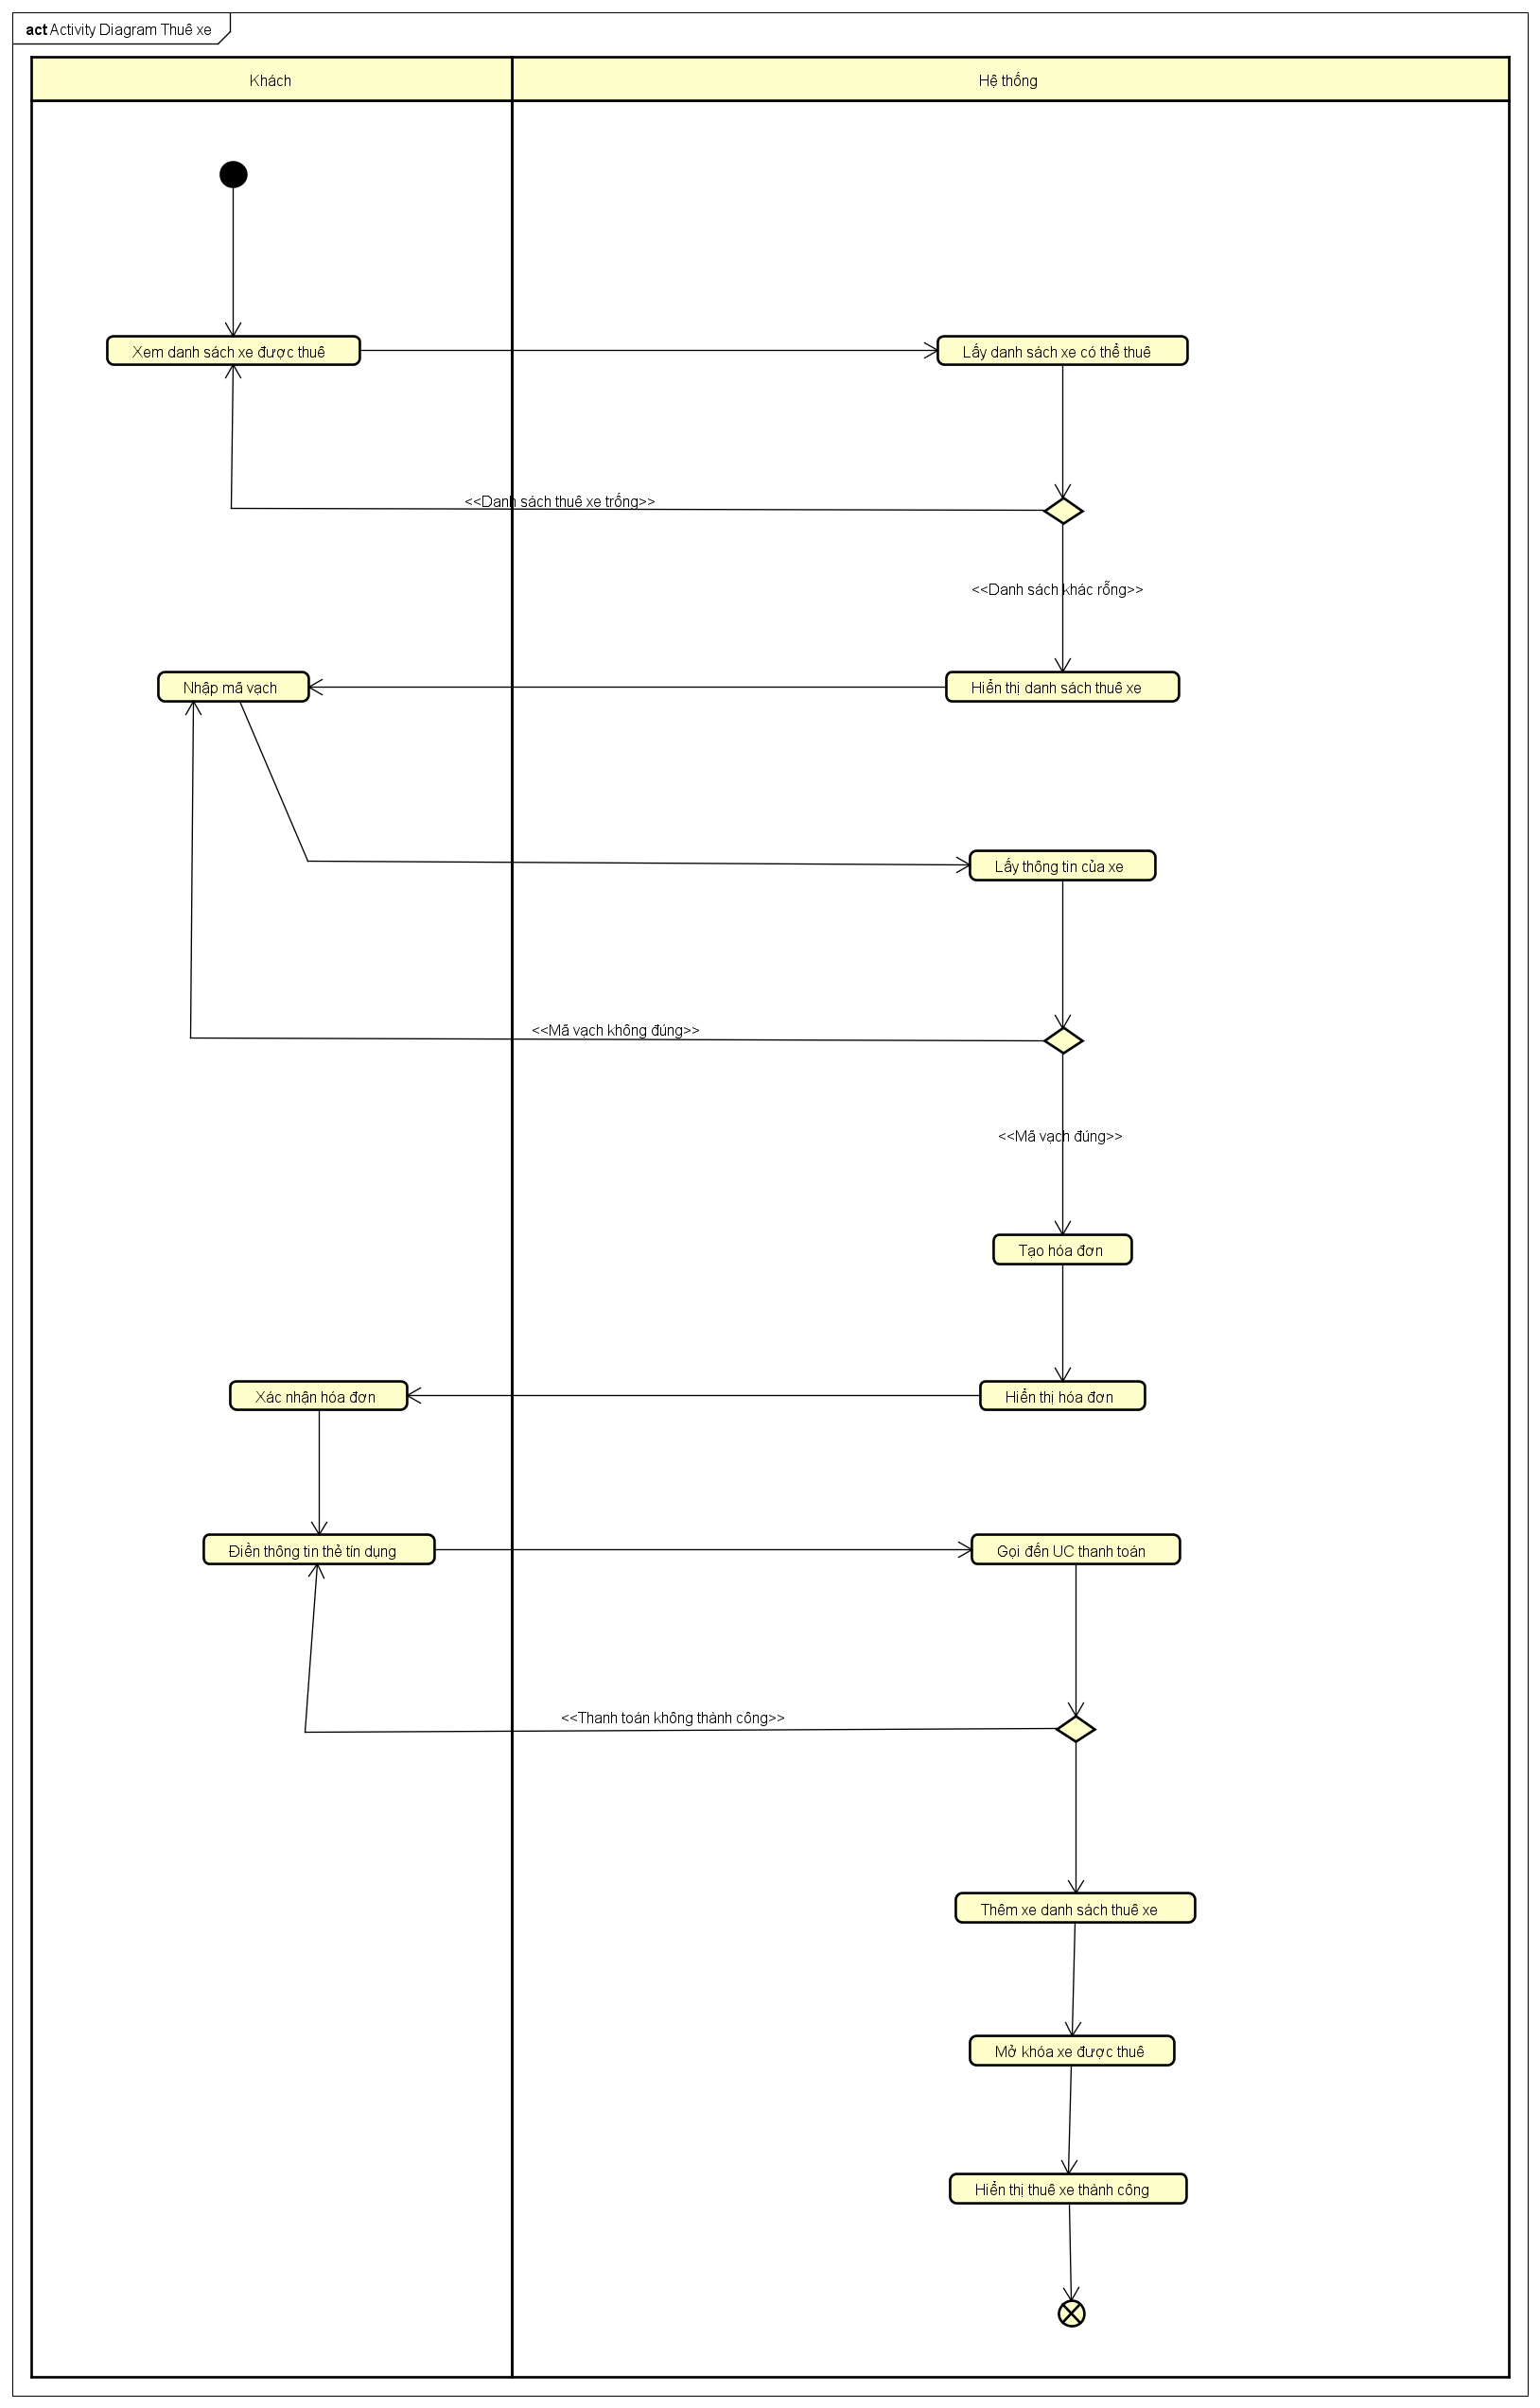 act Activity Diagram Thuê xe
Khách
Hệ thống
Xem danh sách xe được thuê
Lấy danh sách xe có thể thuê
<<Danh sách thuê xe trống>>
<<Danh sách khác rỗng>>
Nhập mã vạch
Hiển thị danh sách thuê xe
Lấy thông tin của xe
<<Mã vạch không đúng>>
<<Mã vạch đúng>>
Tạo hóa đơn
Xác nhận hóa đơn
Hiển thị hóa đơn
Điền thông tin thẻ tín dụng
Gọi đến UC thanh toán
<<Thanh toán không thành công>>
Thêm xe danh sách thuê xe
Mở khóa xe được thuê
Hiển thị thuê xe thành công